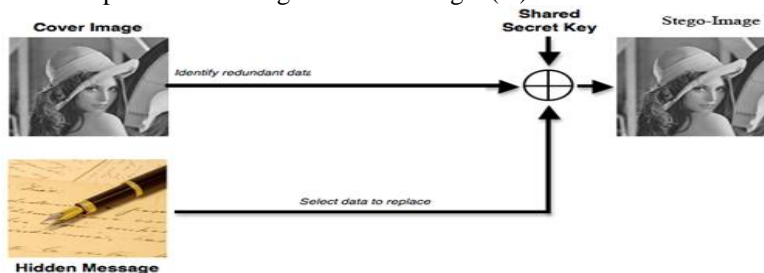 Shared
Secret Key
Stego-Image
Cover Image
Identify redundant data
Select data to replace
Hidden Message